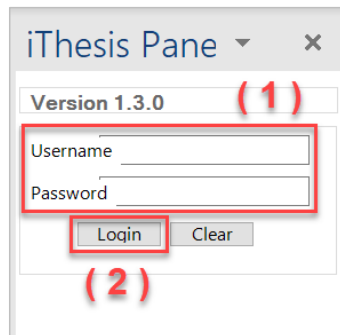 iThesis Pane
Version 1.3.0
(1)
Username
Password
Login Clear
(2)